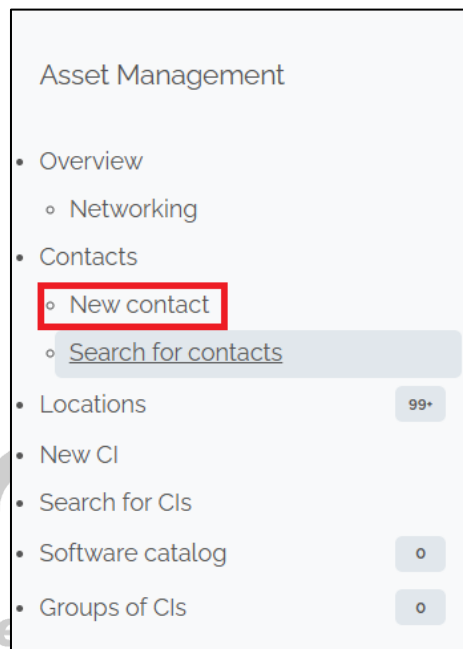 Asset Management
Overview
Networking
Contacts
New contact
Search for contacts
Locations 99+
New CI
Search for CIs
Software catalog 0
Groups of CIs 0